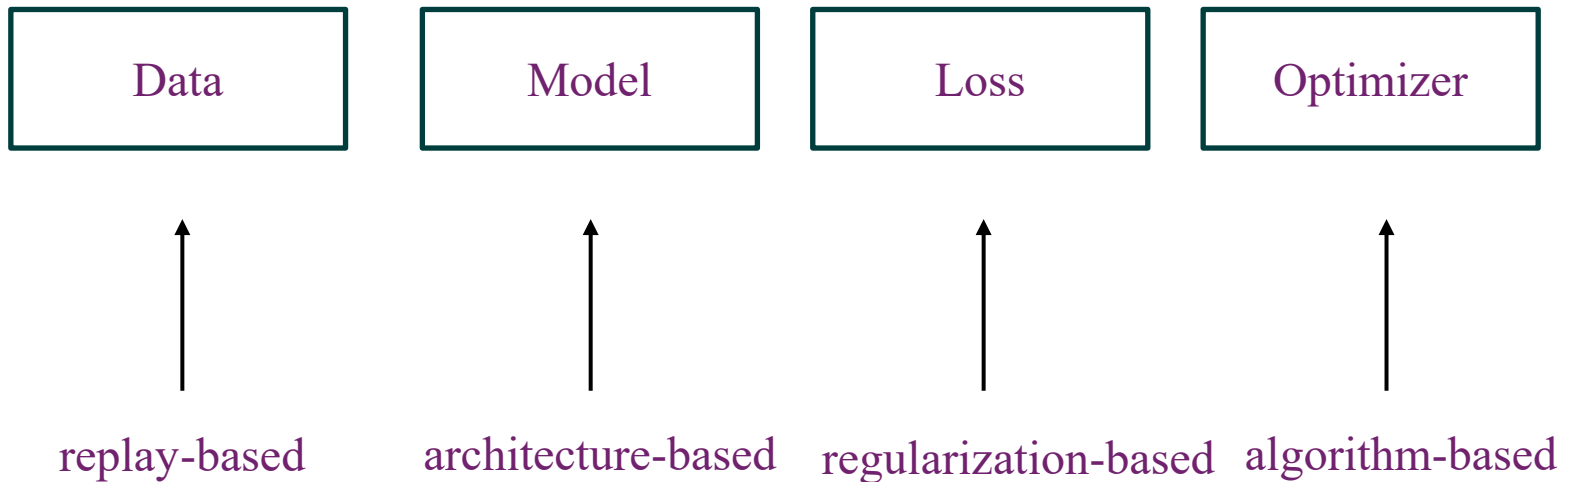 Data Model Loss Optimizer
replay-based architecture-based regularization-based algorithm-based